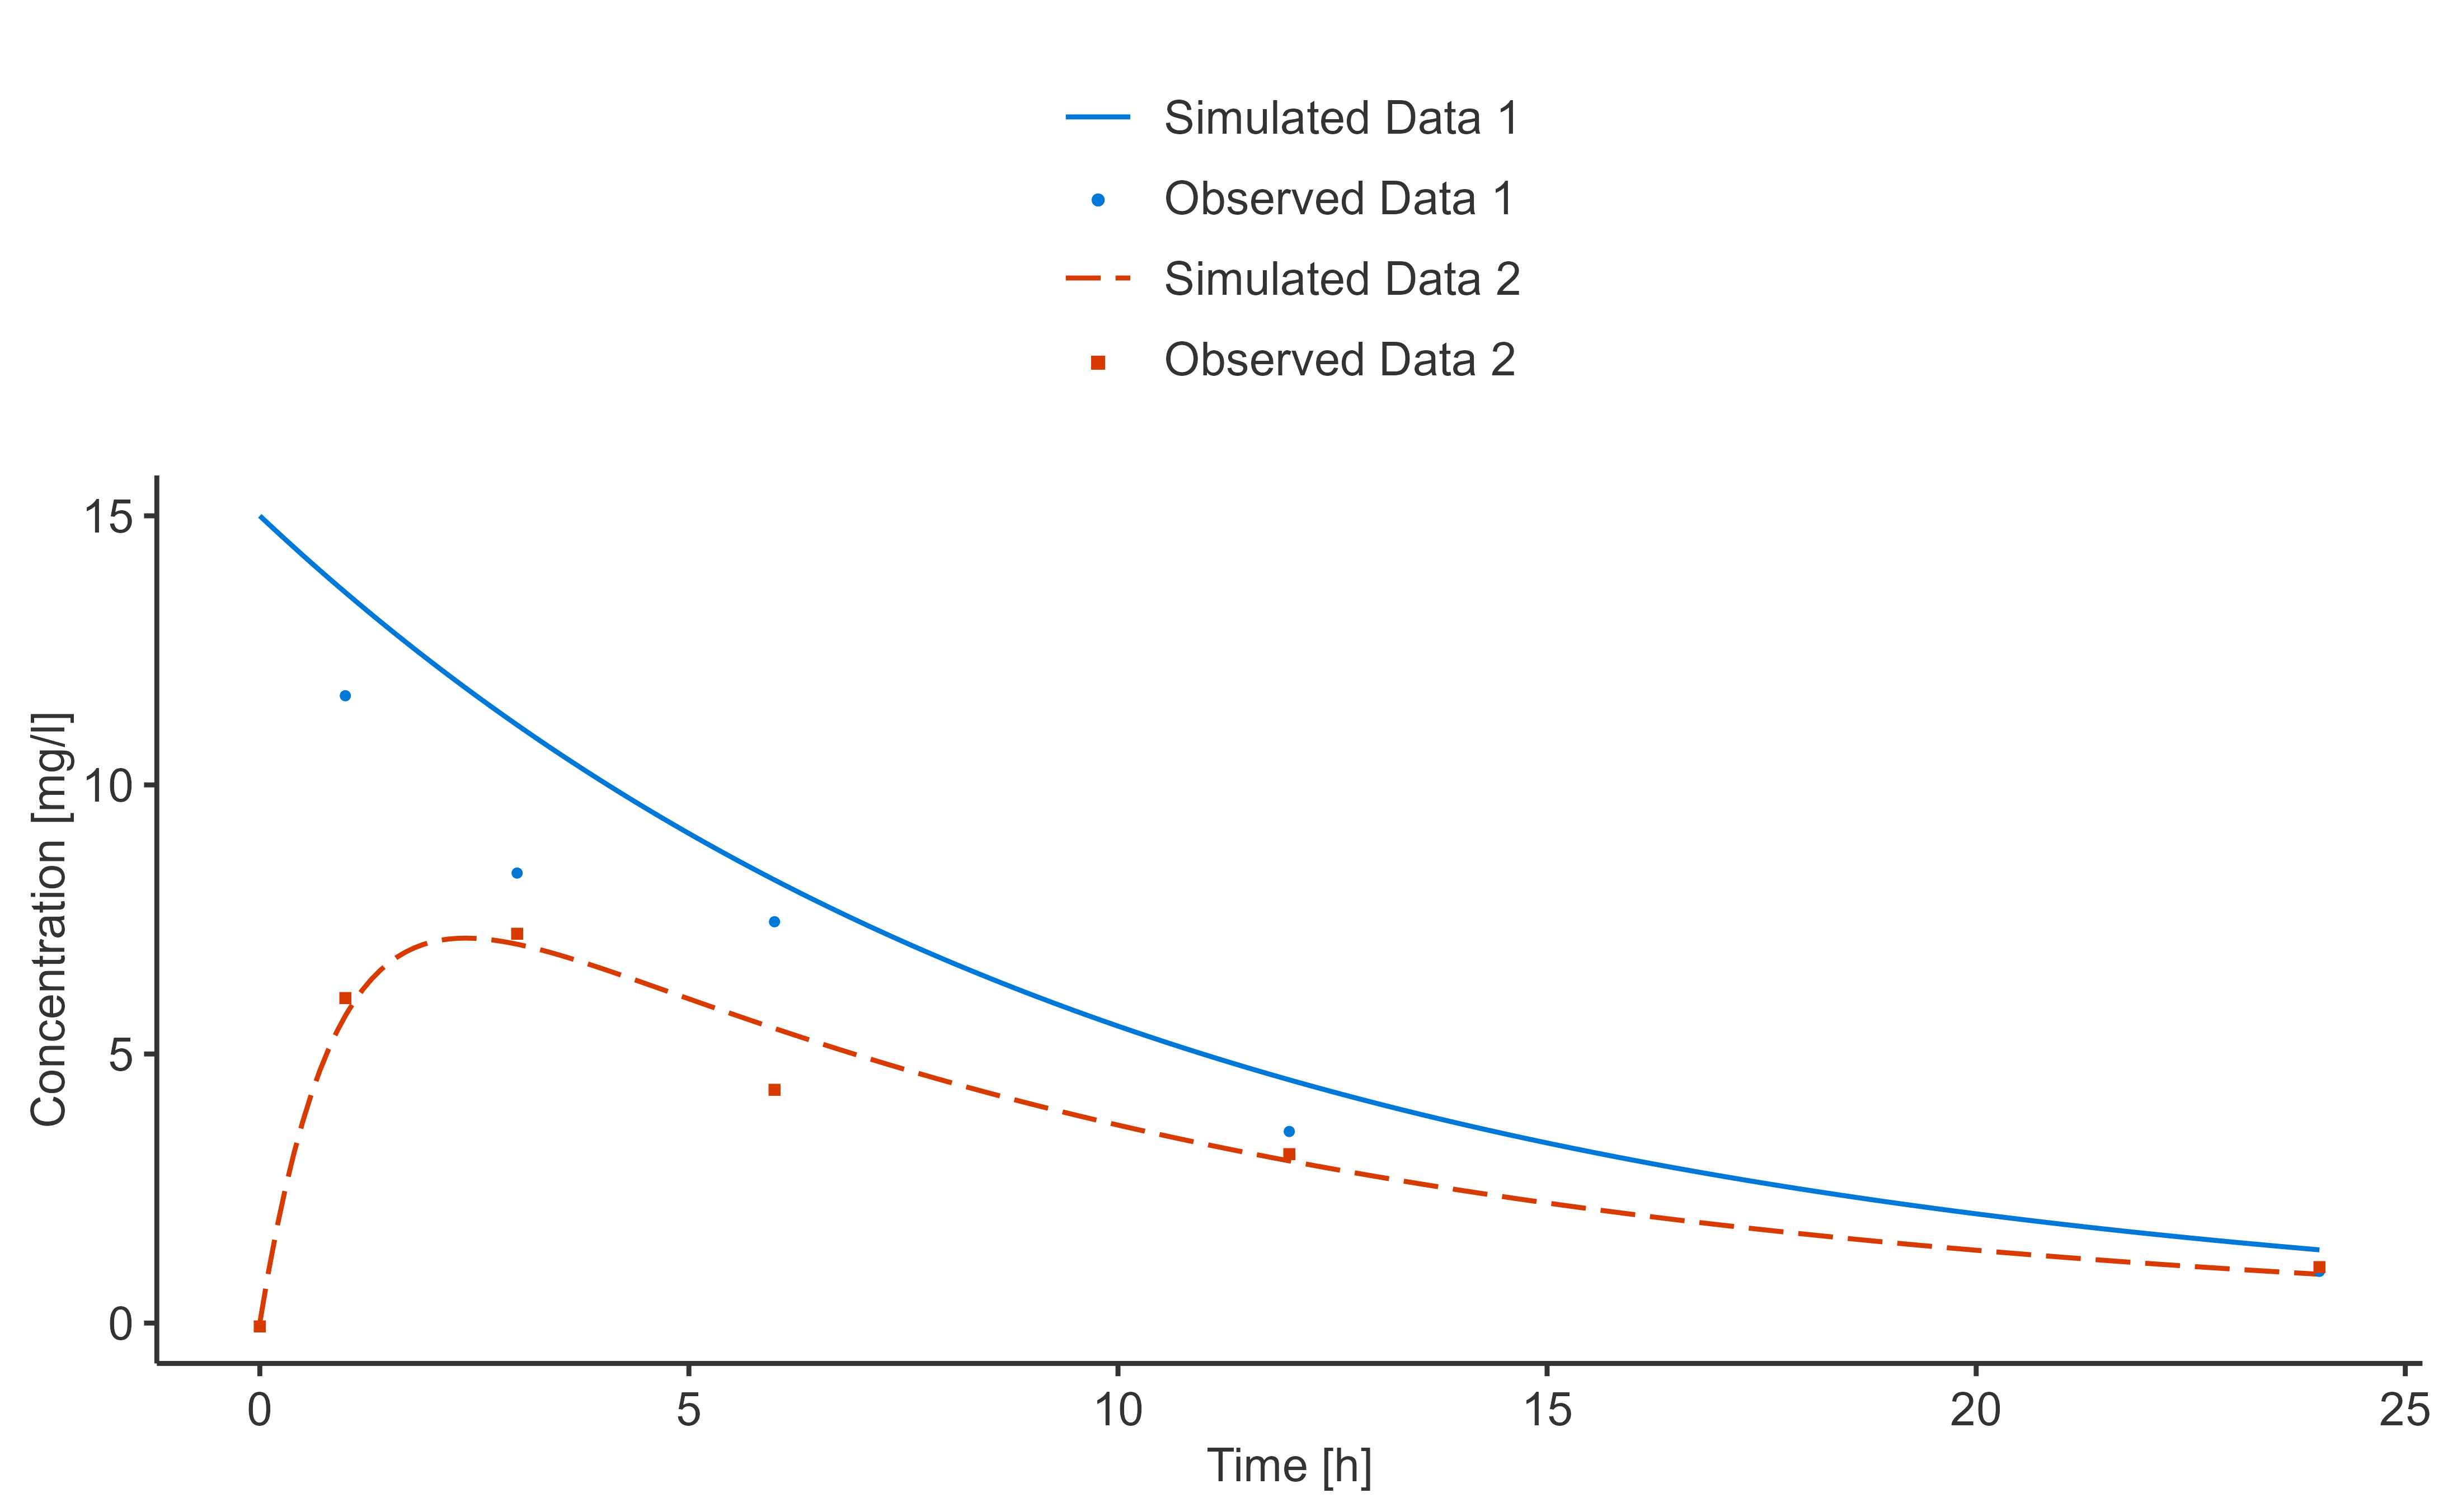 Simulated Data 1
Observed Data 1
Simulated Data 2
Observed Data 2
15
10
5
0
Concentration [mg/l]
0 5 10 15 20 25
Time [h]